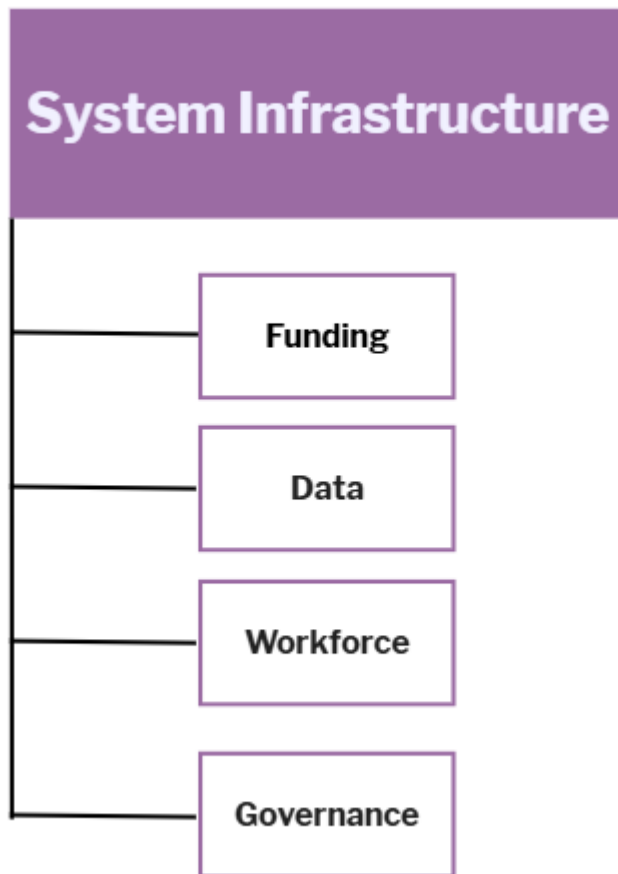 System Infrastructure
Funding
Data
Workforce
Governance